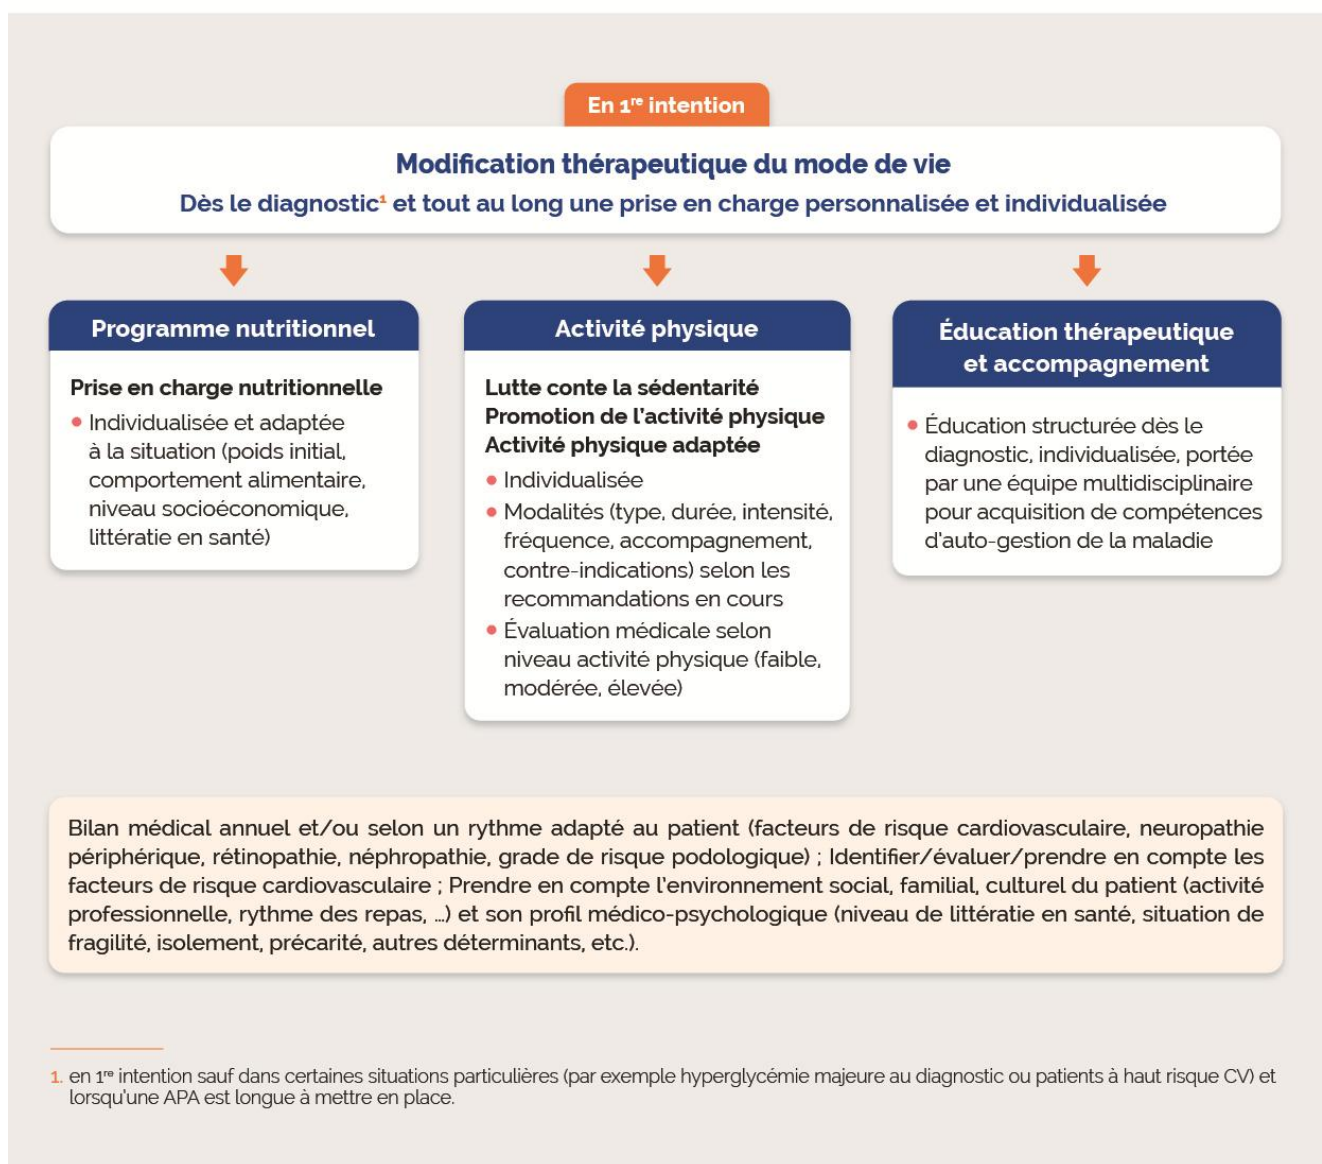 En 1re intention
Modification thérapeutique du mode de vie
Dès le diagnostic1 et tout au long une prise en charge personnalisée et individualisée
Programme nutritionnel
Prise en charge nutritionnelle
• Individualisée et adaptée
à la situation (poids initial,
comportement alimentaire,
niveau socioéconomique,
littératie en santé)
Activité physique
Lutte conte la sédentarité
Promotion de l'activité physique
Activité physique adaptée
• Individualisée
• Modalités (type, durée, intensité,
fréquence, accompagnement,
contre-indications) selon les
recommandations en cours
• Évaluation médicale selon
niveau activité physique (faible,
modérée, élevée)
Éducation thérapeutique
et accompagnement
• Éducation structurée dès le
diagnostic, individualisée, portée
par une équipe multidisciplinaire
pour acquisition de compétences
d'auto-gestion de la maladie
Bilan médical annuel et/ou selon un rythme adapté au patient (facteurs de risque cardiovasculaire, neuropathie
périphérique, rétinopathie, néphropathie, grade de risque podologique) ; Identifier/évaluer/prendre en compte les
facteurs de risque cardiovasculaire ; Prendre en compte l'environnement social, familial, culturel du patient (activité
professionnelle, rythme des repas, …) et son profil médico-psychologique (niveau de littératie en santé, situation de
fragilité, isolement, précarité, autres déterminants, etc.).
1. en 1re intention sauf dans certaines situations particulières (par exemple hyperglycémie majeure au diagnostic ou patients à haut risque CV) et
lorsqu'une APA est longue à mettre en place.